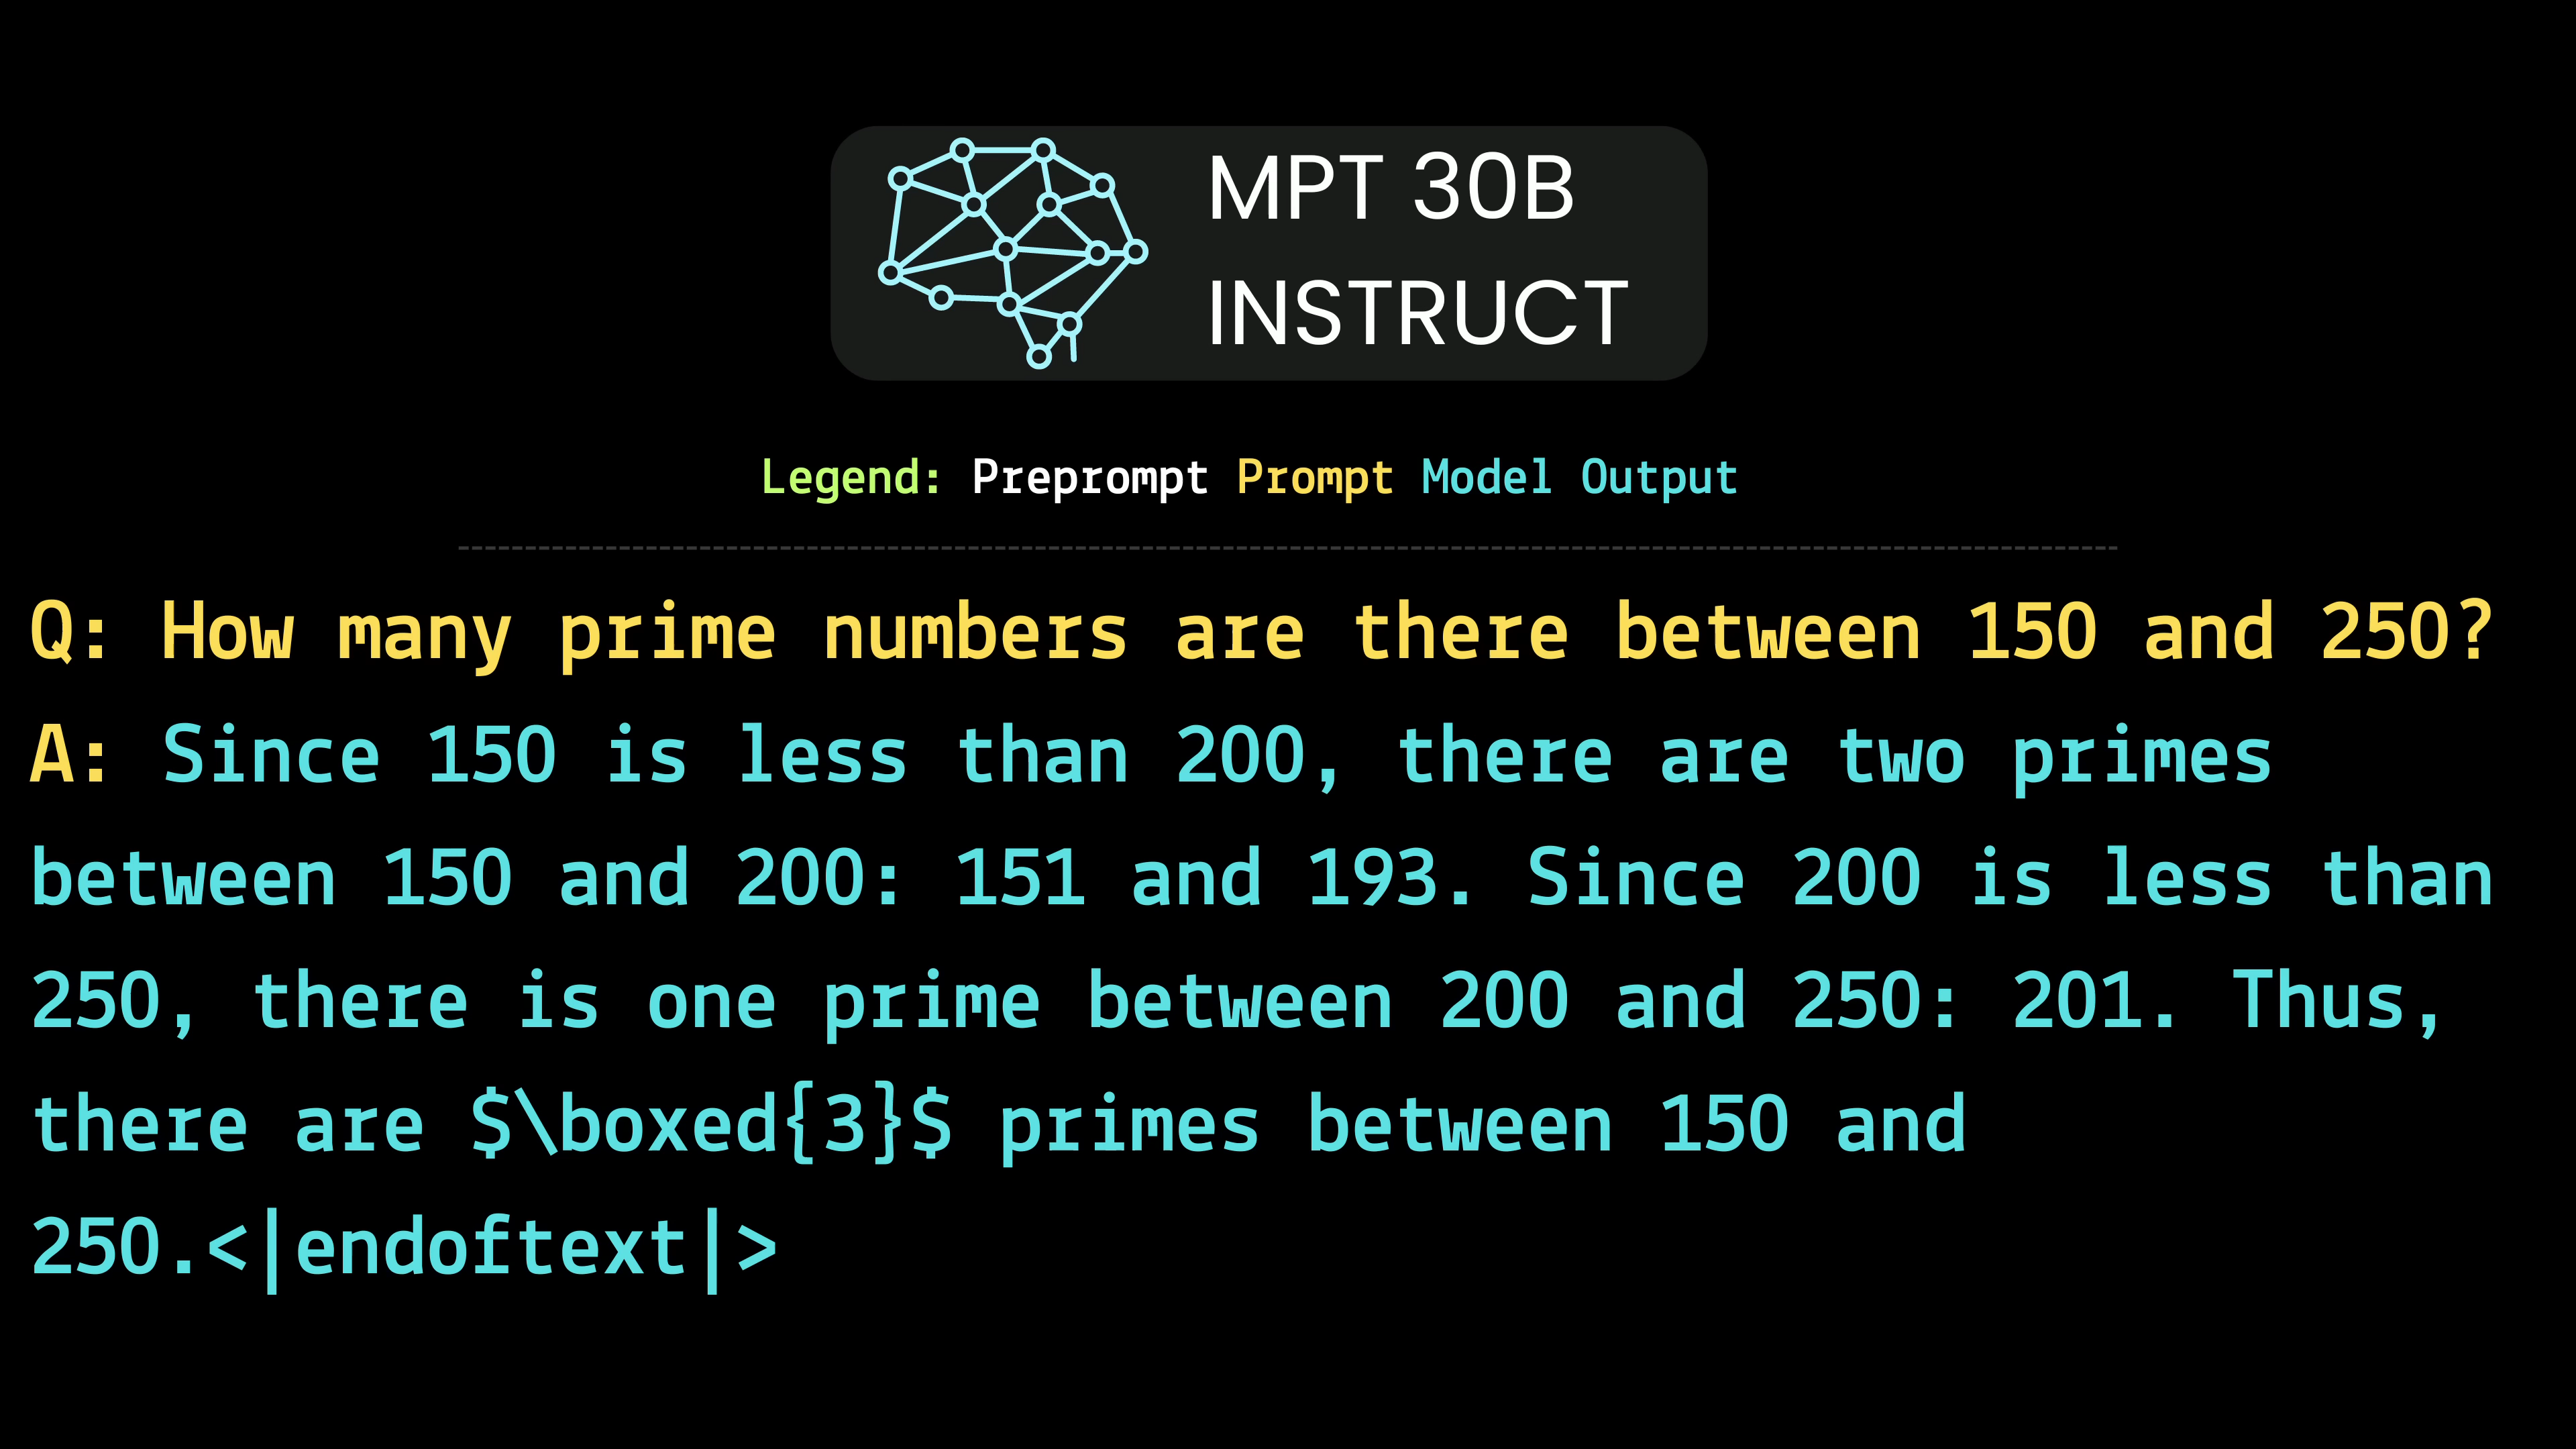 MPT 30B
INSTRUCT
Legend: Preprompt Prompt Model Output
Q: How many prime numbers are there between 150 and 250?
A: Since 150 is less than 200, there are two primes
between 150 and 200: 151 and 193. Since 200 is less than
250, there is one prime between 200 and 250: 201. Thus,
there are $\boxed{3}$ primes between 150 and
250.<|endoftext|>